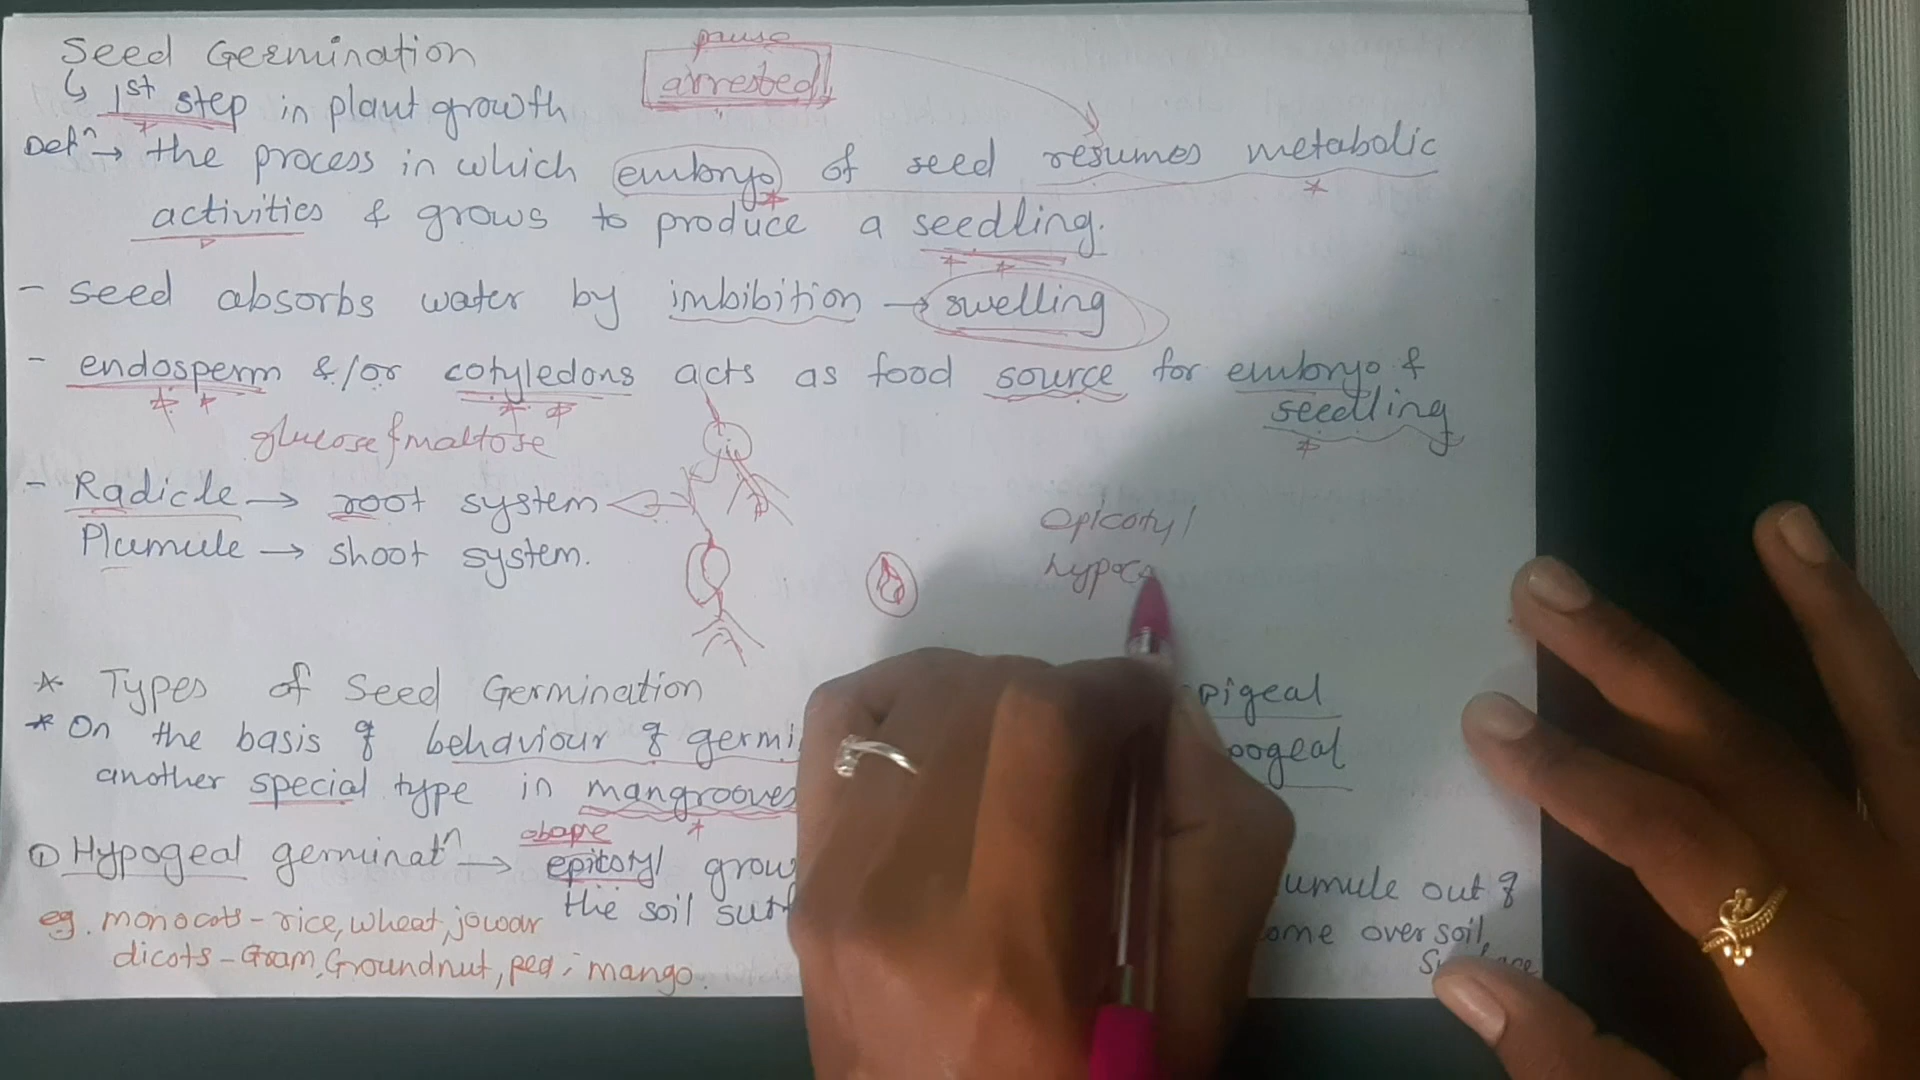 Seed Germination
pause
arrested!
↳ 1st step in plant growth
Defn → the process in which embryo of seed resumes metabolic
activities & grows to produce a seedling.
- seed absorbs water by imbibition → swelling
- endosperm &/or cotyledons acts as food source for embryo &
seedling
glucose & maltose
- Radicle → root system
Plumule → shoot system.
Epicotyl
hypoco
* Types of Seed Germination
pigeal
* On the basis of behaviour of germi
pogeal
another special type in mangrooves
above
① Hypogeal germinatn → epicotyl grow
umule out of
the soil
ome over soil
eg. monocots - rice, wheat, jowar
dicots - Gram, Groundnut, pea, mango.